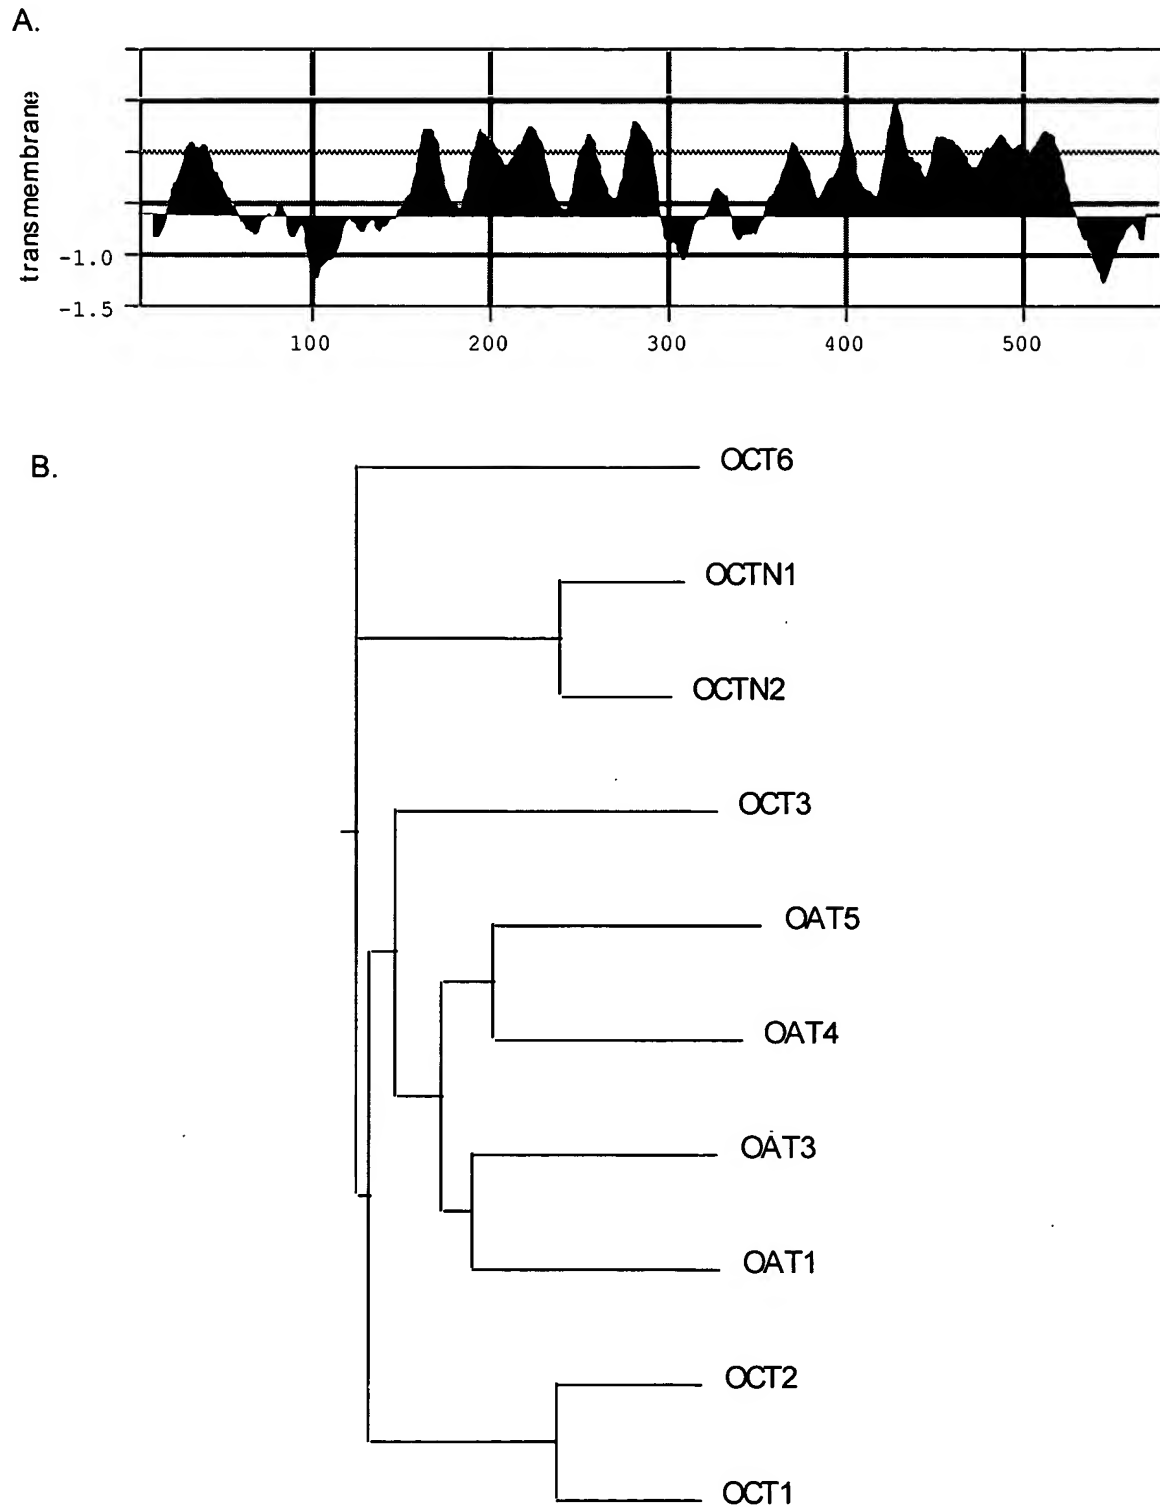 A.
transmembrane
-1.0
-1.5
100 200 300 400 500
B.
OCT6
OCTN1
OCTN2
OCT3
OAT5
OAT4
OAT3
OAT1
OCT2
OCT1